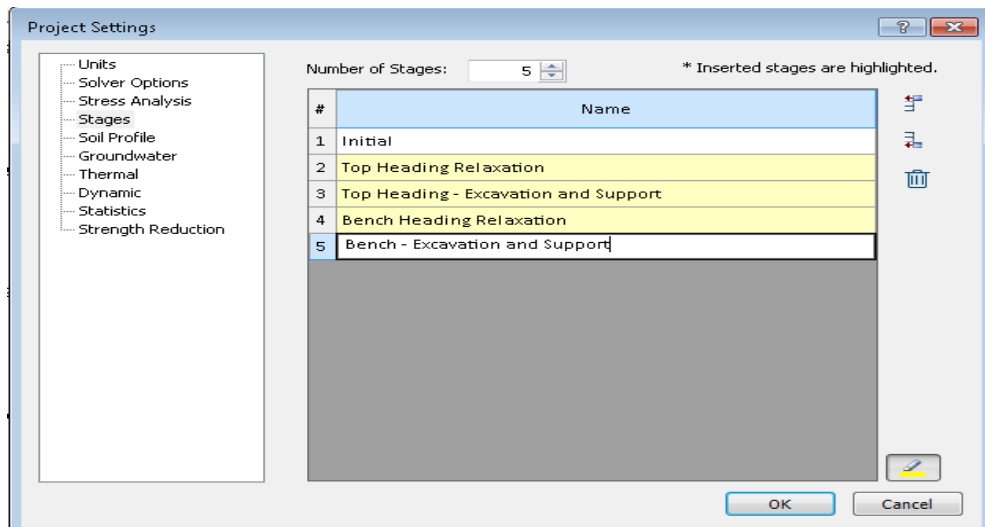 Project Settings
Units
Solver Options
Stress Analysis
Stages
Soil Profile
Groundwater
Thermal
Dynamic
Statistics
Strength Reduction
Number of Stages: 5 * Inserted stages are highlighted.
# Name
1 Initial
2 Top Heading Relaxation
3 Top Heading - Excavation and Support
4 Bench Heading Relaxation
5 Bench - Excavation and Support
OK Cancel